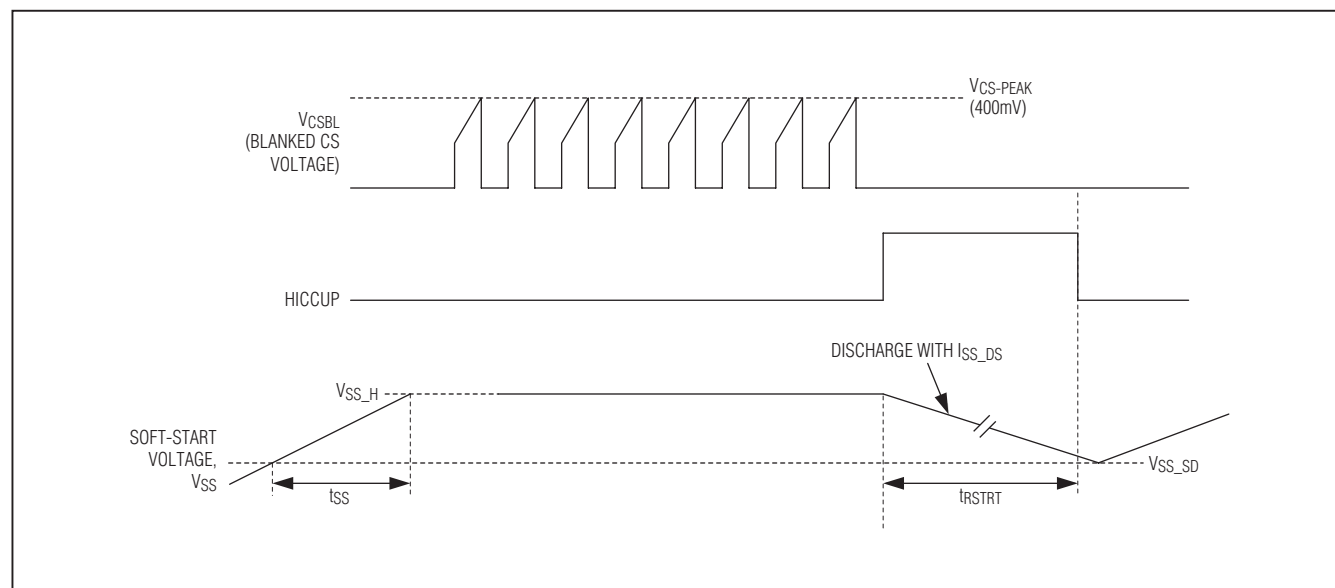 VCS-PEAK
(400mV)
VCSBL
(BLANKED CS
VOLTAGE)
HICCUP
DISCHARGE WITH ISS_DS
VSS_H
SOFT-START
VOLTAGE,
VSS
VSS_SD
tSS
tRSTRT